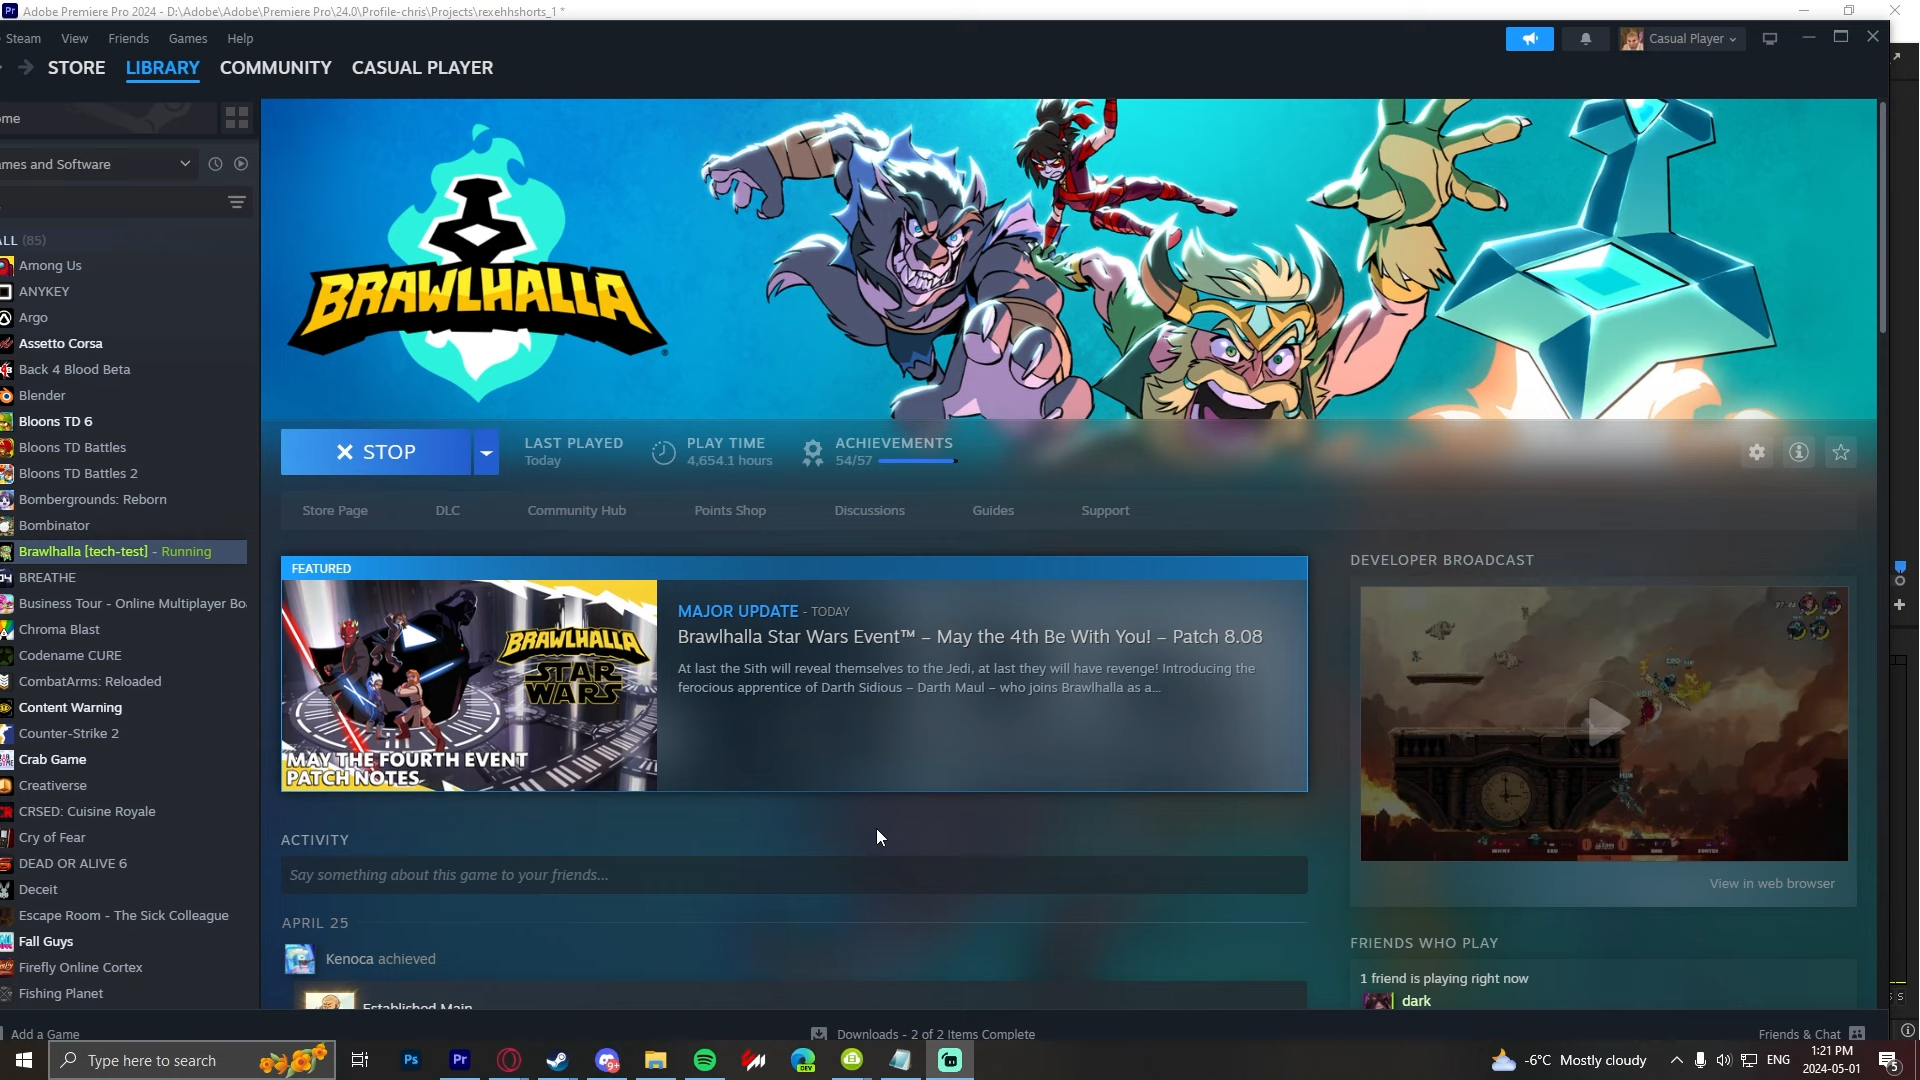 Adobe Premiere Pro 2024 - D:\Adobe\Adobe\Premiere Pro\24.0\Profile-chris\Projects\rexehhshorts_1 *
Steam View Friends Games Help
Casual Player
STORE LIBRARY COMMUNITY CASUAL PLAYER
ome
ames and Software
ALL (85)
Among Us
ANYKEY
Argo
Assetto Corsa
Back 4 Blood Beta
Blender
Bloons TD 6
Bloons TD Battles
Bloons TD Battles 2
Bombergrounds: Reborn
Bombinator
Brawlhalla [tech-test] - Running
BREATHE
Business Tour - Online Multiplayer Bo
Chroma Blast
Codename CURE
CombatArms: Reloaded
Content Warning
Counter-Strike 2
Crab Game
Creativerse
CRSED: Cuisine Royale
Cry of Fear
DEAD OR ALIVE 6
Deceit
Escape Room - The Sick Colleague
Fall Guys
Firefly Online Cortex
Fishing Planet
Add a Game
BRAWLHALLA
STOP
LAST PLAYED
Today
PLAY TIME
4,654.1 hours
ACHIEVEMENTS
54/57
Store Page DLC Community Hub Points Shop Discussions Guides Support
FEATURED
BRAWLHALLA
STAR
WARS
MAY THE FOURTH EVENT
PATCH NOTES
MAJOR UPDATE - TODAY
Brawlhalla Star Wars Event™ – May the 4th Be With You! – Patch 8.08
At last the Sith will reveal themselves to the Jedi, at last they will have revenge! Introducing the
ferocious apprentice of Darth Sidious – Darth Maul – who joins Brawlhalla as a...
ACTIVITY
Say something about this game to your friends...
APRIL 25
Kenoca achieved
Established Main
DEVELOPER BROADCAST
View in web browser
FRIENDS WHO PLAY
1 friend is playing right now
dark
Downloads - 2 of 2 Items Complete
Friends & Chat
Type here to search
Ps
Pr
9+
DEV
-6°C Mostly cloudy
ENG
1:21 PM
2024-05-01
5